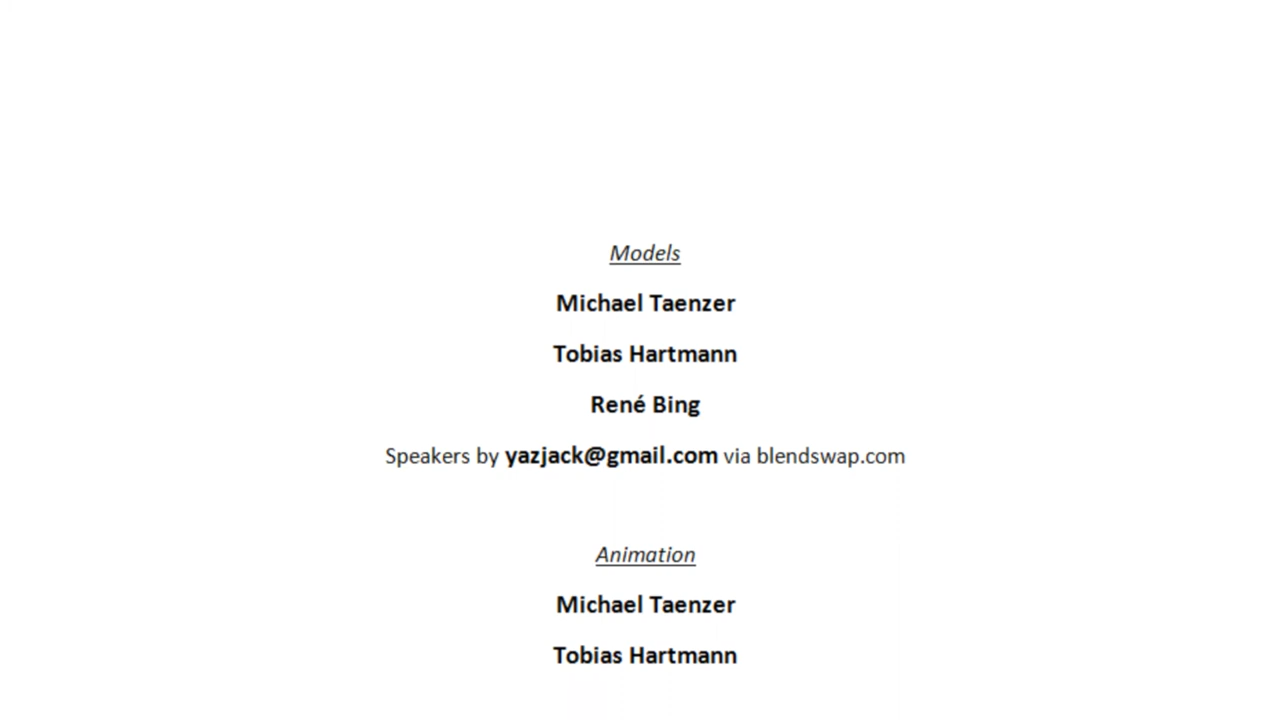 Models
Michael Taenzer
Tobias Hartmann
René Bing
Speakers by yazjack@gmail.com via blendswap.com
Animation
Michael Taenzer
Tobias Hartmann